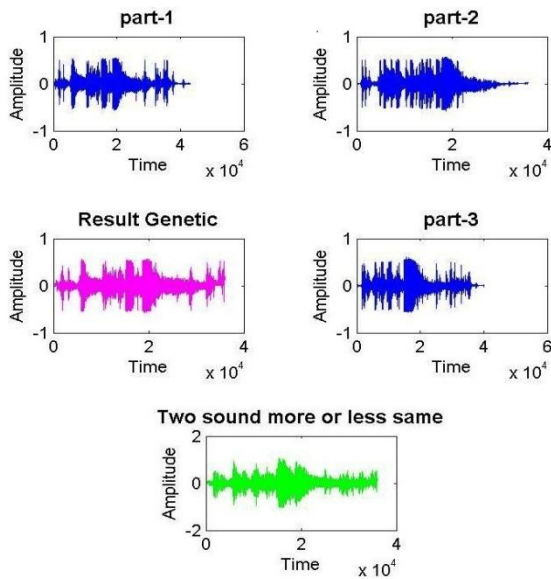 part-1
1
0
-1
Amplitude
0 2 4 6
Time
x 10^4
part-2
1
0
-1
Amplitude
0 2 4
Time
x 10^4
Result Genetic
1
0
-1
Amplitude
0 2 4
Time
x 10^4
part-3
1
0
-1
Amplitude
0 2 4 6
Time
x 10^4
Two sound more or less same
2
0
-2
Amplitude
0 2 4
Time
x 10^4